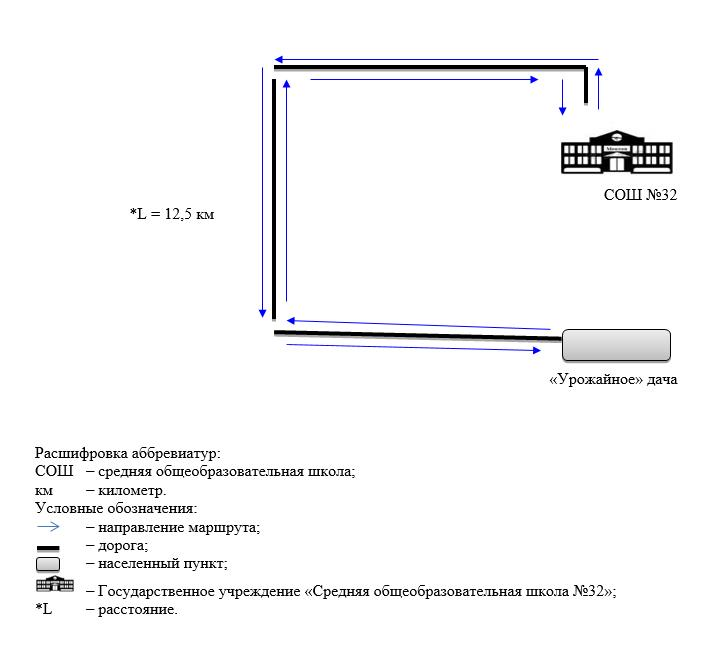 СОШ №32
*L = 12,5 км
«Урожайное» дача
Расшифровка аббревиатур:
СОШ – средняя общеобразовательная школа;
км – километр.
Условные обозначения:
– направление маршрута;
– дорога;
– населенный пункт;
– Государственное учреждение «Средняя общеобразовательная школа №32»;
*L – расстояние.